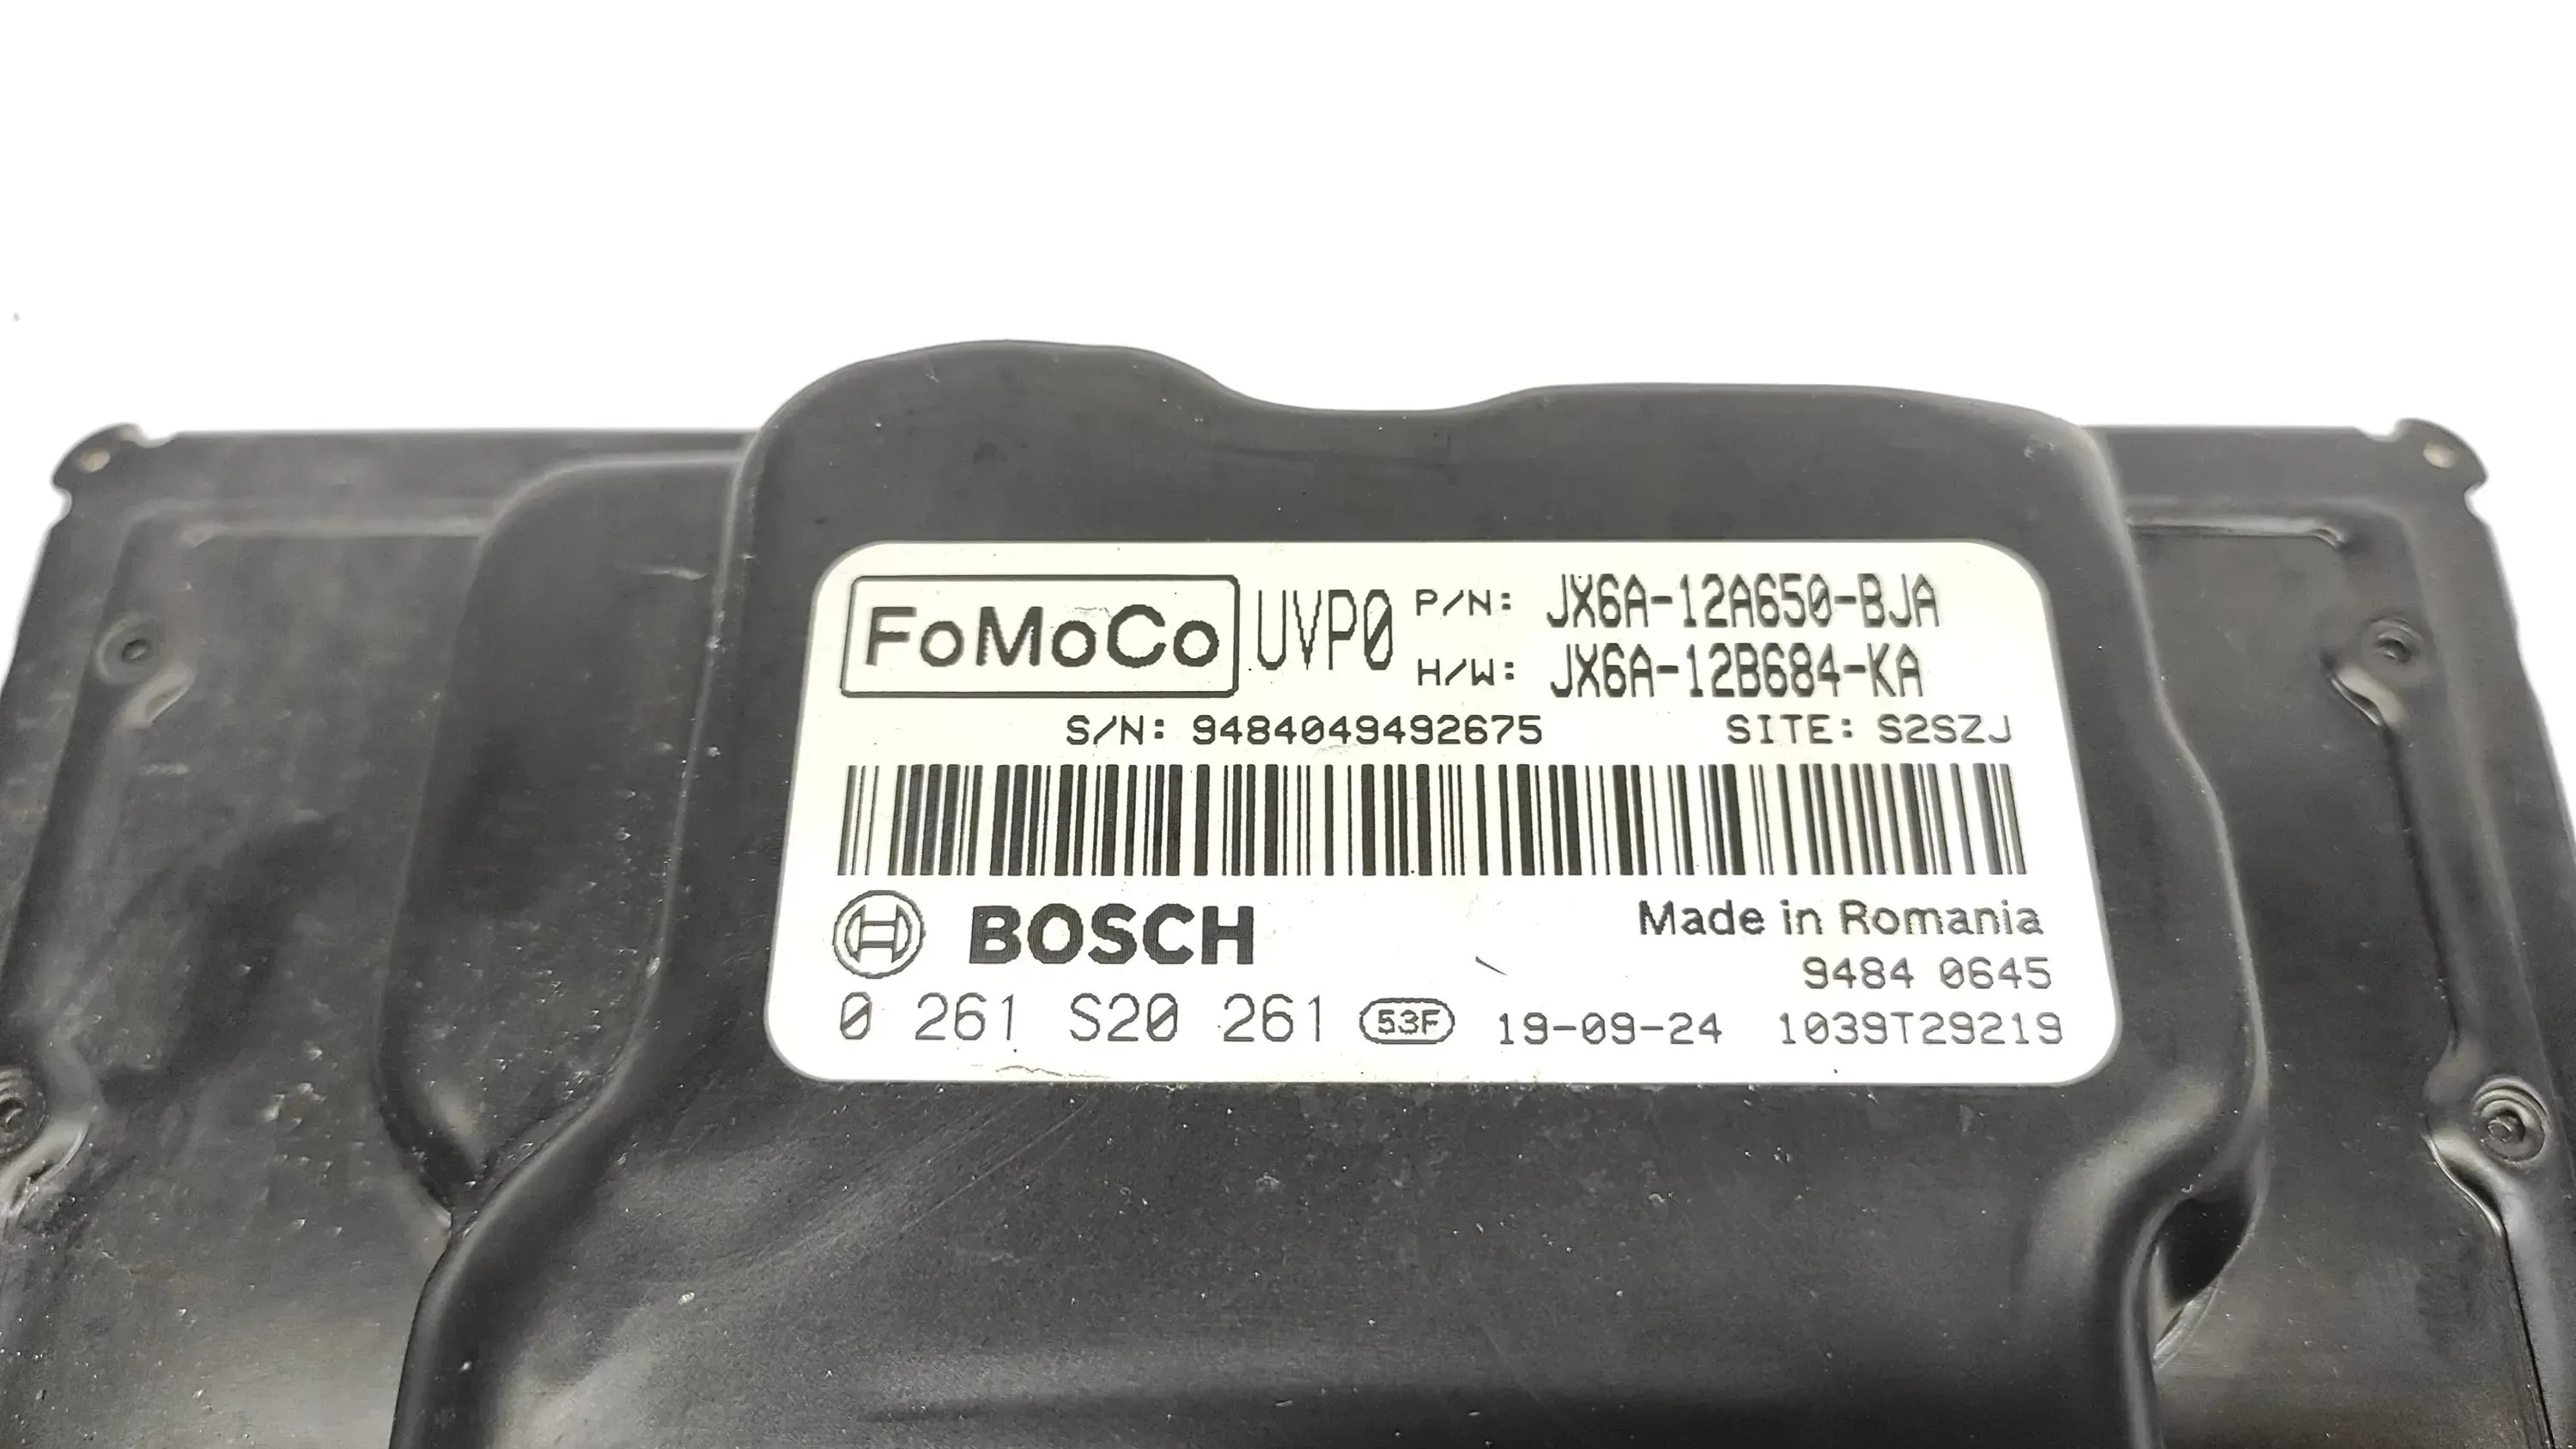 FoMoCo UVP0 P/N: JX6A-12A650-BJA
H/W: JX6A-12B684-KA
S/N: 9484049492675 SITE: S2SZJ
BOSCH Made in Romania
9484 0645
0 261 S20 261 53F 19-09-24 1039T29219